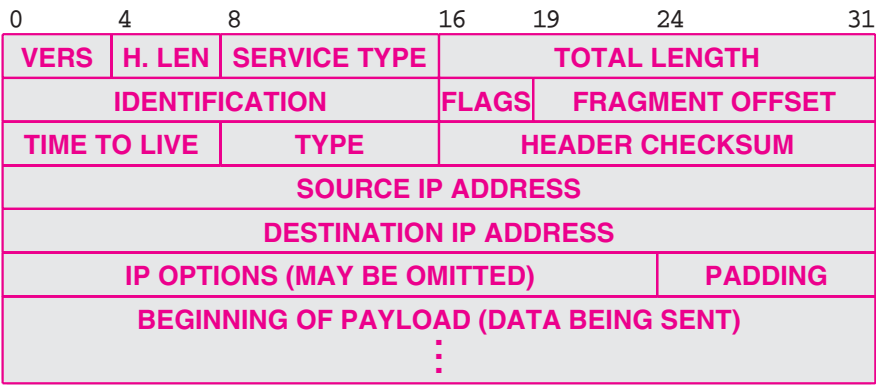 0 4 8 16 19 24 31
VERS H. LEN SERVICE TYPE TOTAL LENGTH
IDENTIFICATION FLAGS FRAGMENT OFFSET
TIME TO LIVE TYPE HEADER CHECKSUM
SOURCE IP ADDRESS
DESTINATION IP ADDRESS
IP OPTIONS (MAY BE OMITTED) PADDING
BEGINNING OF PAYLOAD (DATA BEING SENT)
⋮